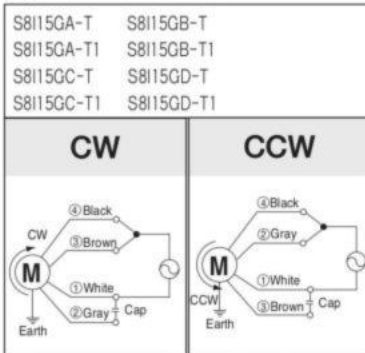 S8I15GA-T S8I15GB-T
S8I15GA-T1 S8I15GB-T1
S8I15GC-T S8I15GD-T
S8I15GC-T1 S8I15GD-T1
CW CCW
④Black
CW
③Brown
M
①White
②Gray Cap
Earth
④Black
②Gray
M
①White
CCW
③Brown Cap
Earth